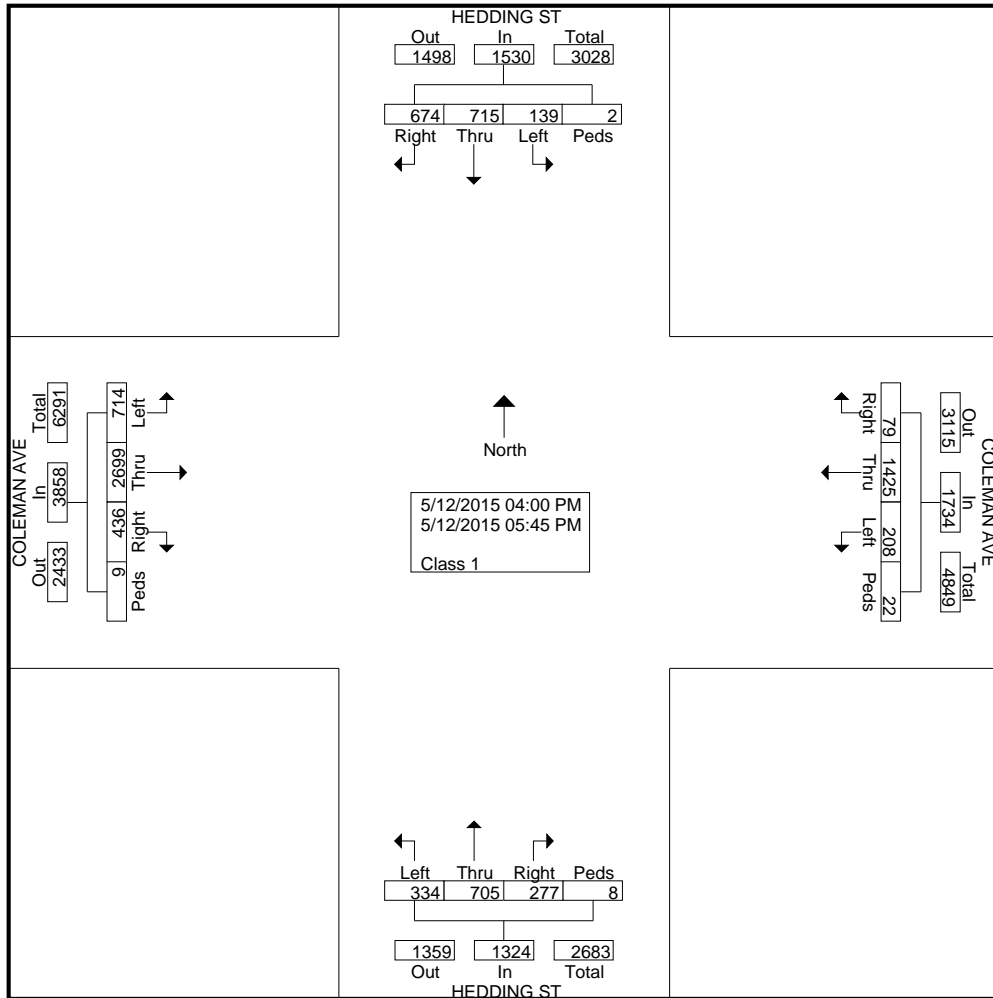 HEDDING ST
Out In Total
1498 1530 3028
674 715 139 2
Right Thru Left Peds
COLEMAN AVE
Total In Out
6291 3858 2433
714 2699 436 9
Left Thru Right Peds
North
5/12/2015 04:00 PM
5/12/2015 05:45 PM
Class 1
Right Thru Left Peds
79 1425 208 22
Out In Total
3115 1734 4849
COLEMAN AVE
Left Thru Right Peds
334 705 277 8
1359 1324 2683
Out In Total
HEDDING ST